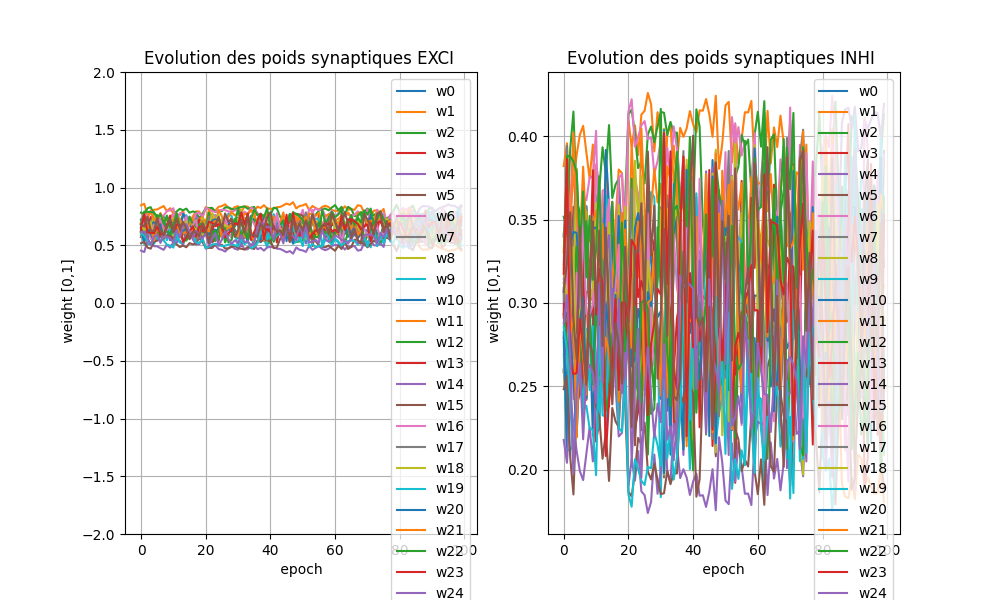 Evolution des poids synaptiques EXCI
2.0
1.5
1.0
0.5
0.0
−0.5
−1.0
−1.5
−2.0
weight [0,1]
0
20
40
60
80
100
epoch
w0
w1
w2
w3
w4
w5
w6
w7
w8
w9
w10
w11
w12
w13
w14
w15
w16
w17
w18
w19
w20
w21
w22
w23
w24
Evolution des poids synaptiques INHI
0.40
0.35
0.30
0.25
0.20
weight [0,1]
0
20
40
60
80
100
epoch
w0
w1
w2
w3
w4
w5
w6
w7
w8
w9
w10
w11
w12
w13
w14
w15
w16
w17
w18
w19
w20
w21
w22
w23
w24